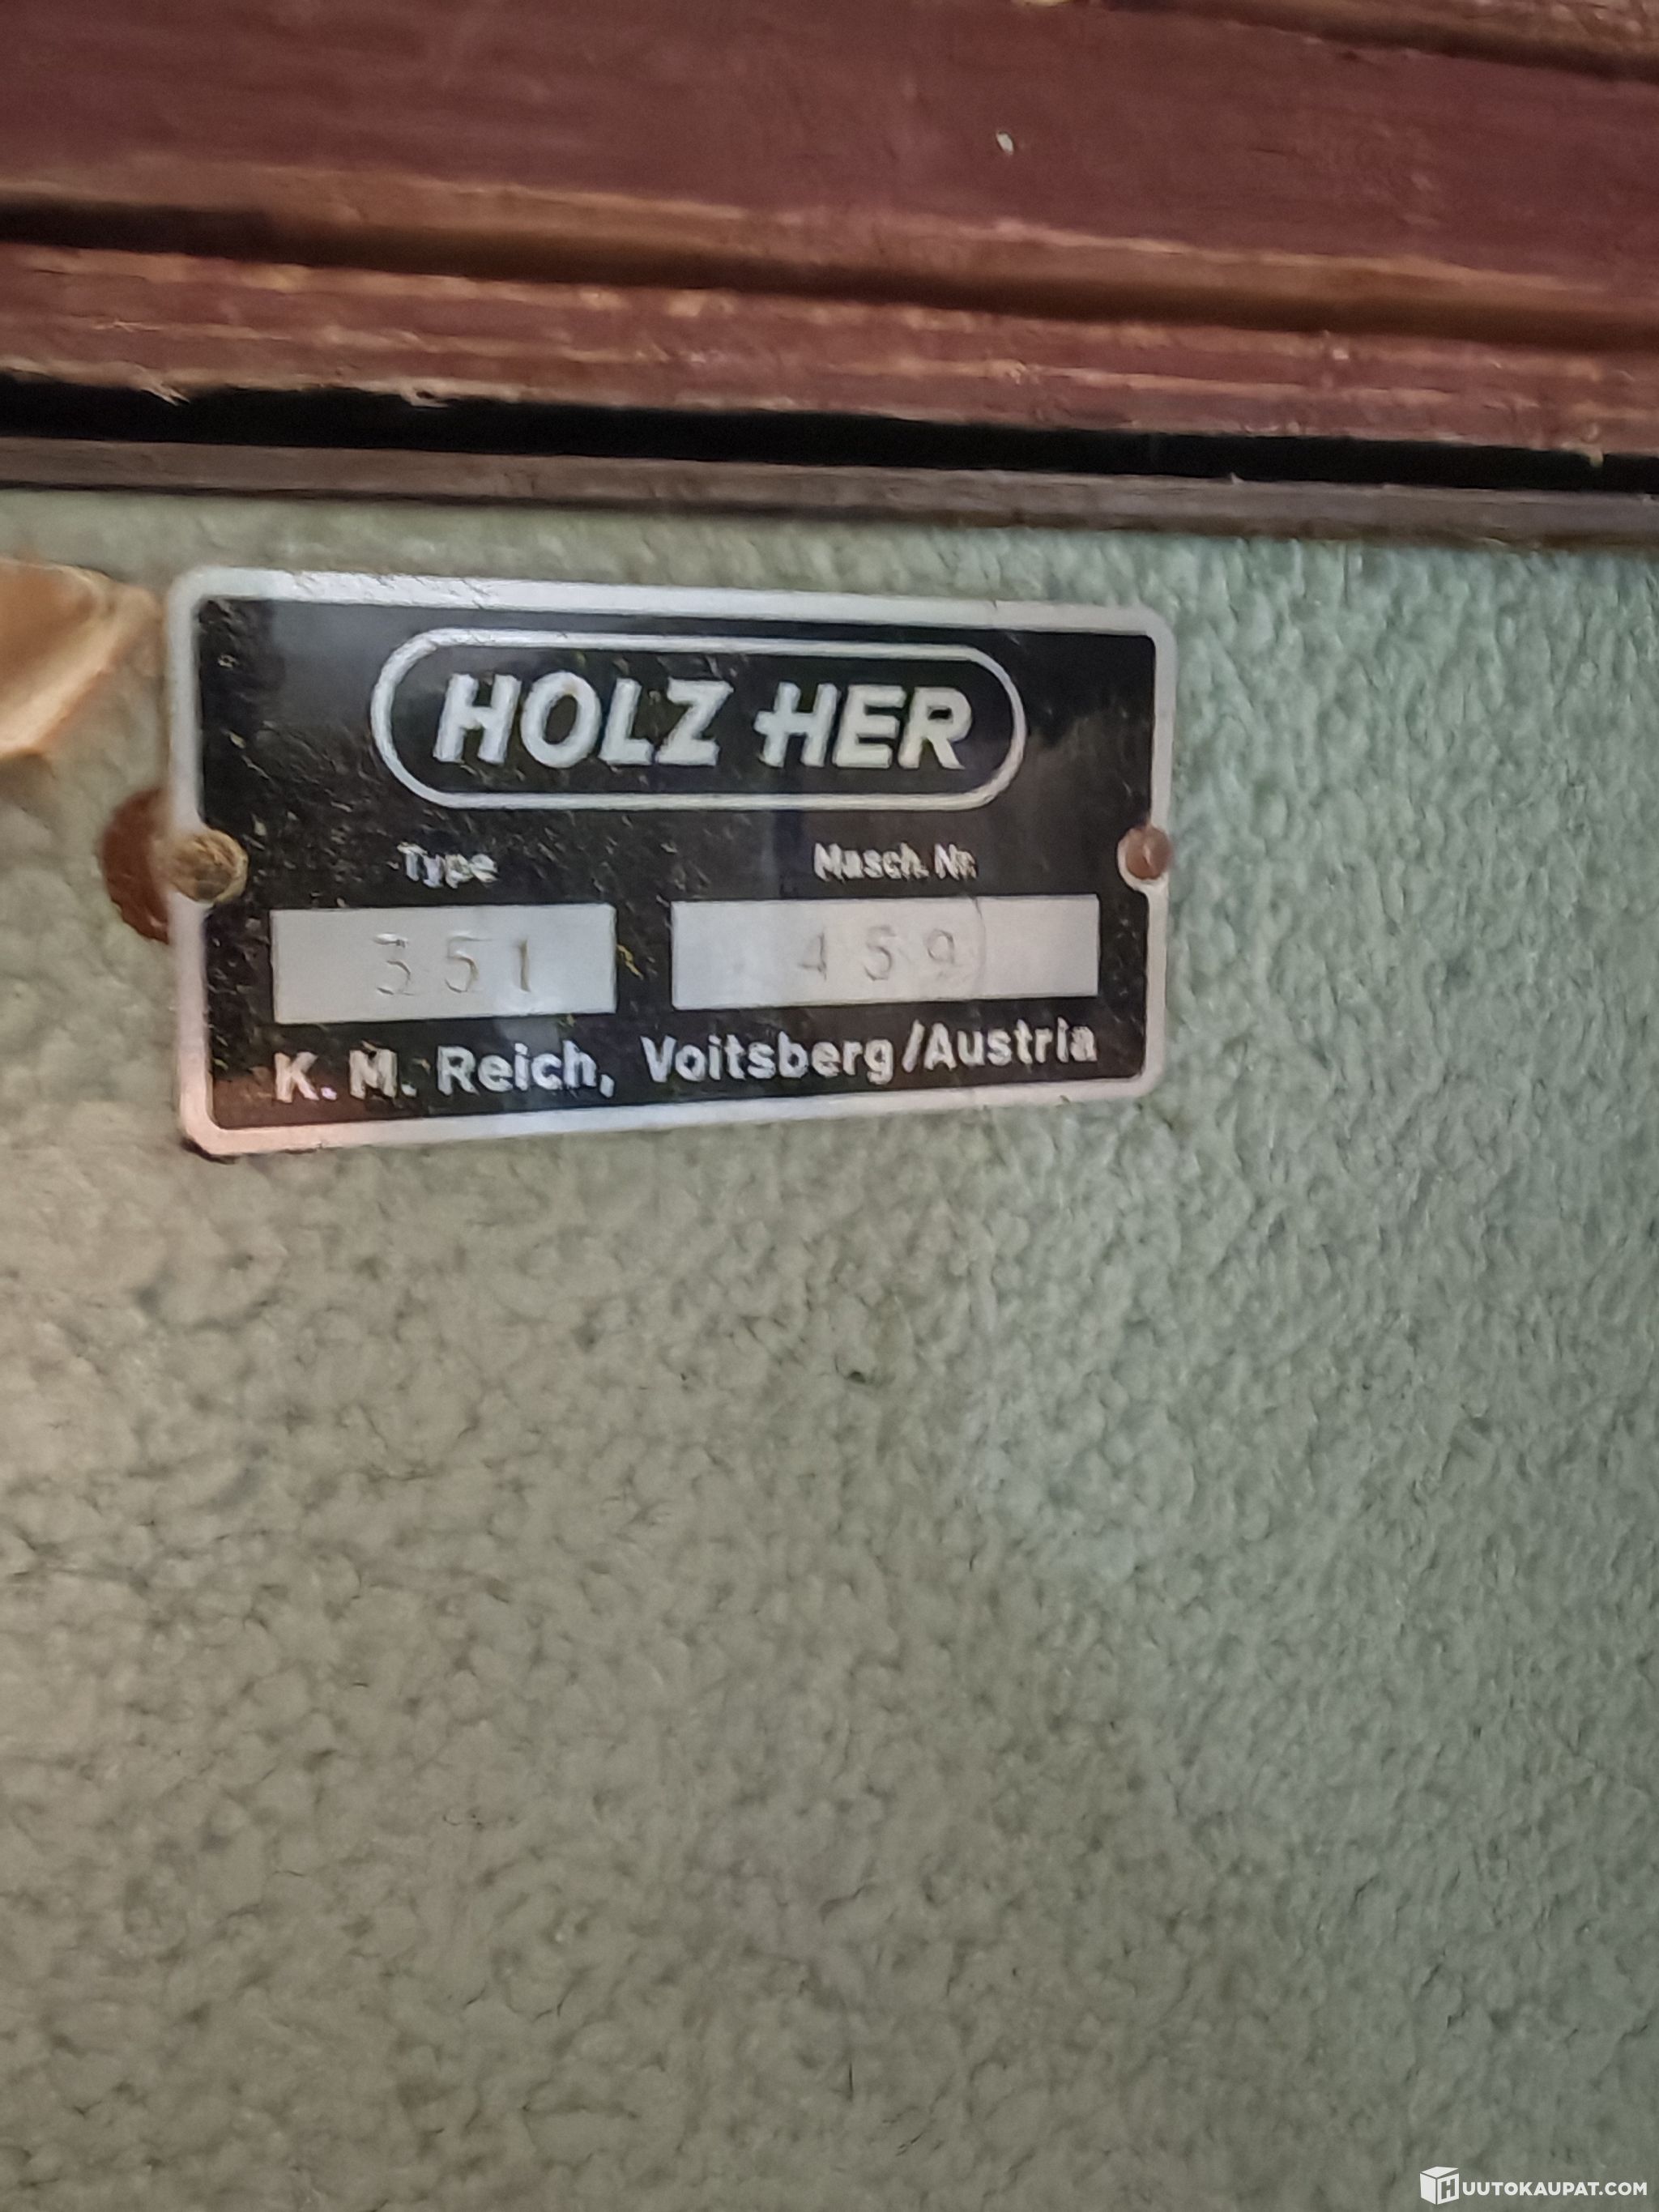 HOLZ HER
Type Masch. Nr.
351 459
K. M. Reich, Voitsberg/Austria
HUUTOKAUPAT.COM